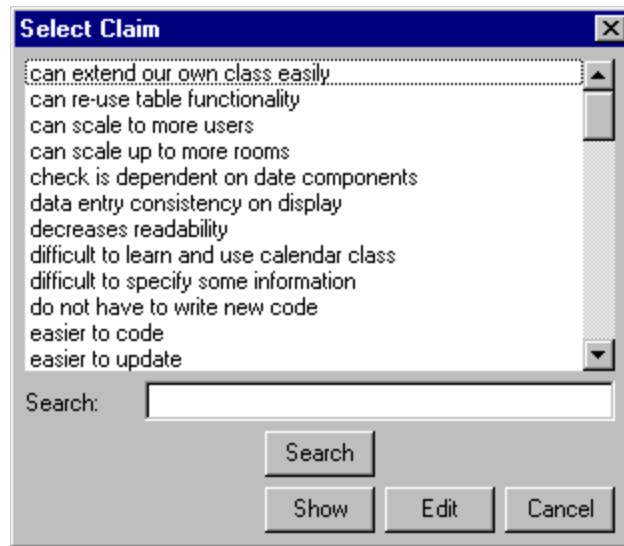 Select Claim
can extend our own class easily
can re-use table functionality
can scale to more users
can scale up to more rooms
check is dependent on date components
data entry consistency on display
decreases readability
difficult to learn and use calendar class
difficult to specify some information
do not have to write new code
easier to code
easier to update
Search:
Search
Show Edit Cancel